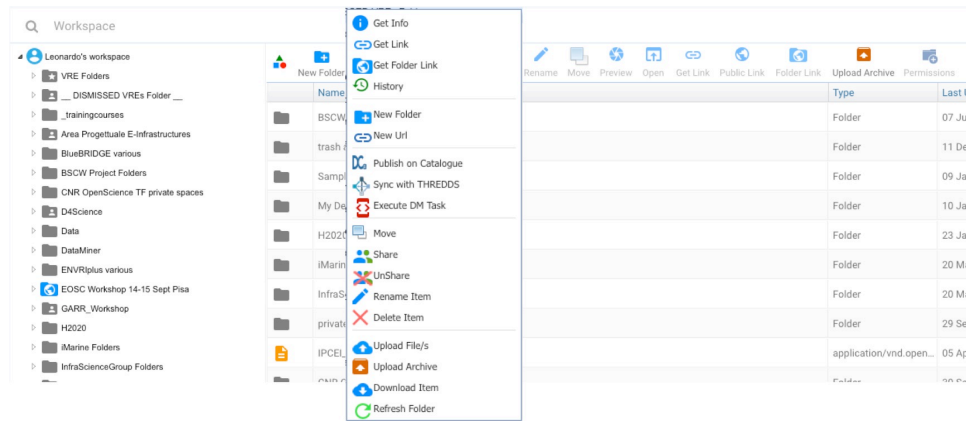 Workspace
Leonardo's workspace
VRE Folders
__ DISMISSED VREs Folder __
_trainingcourses
Area Progettuale E-Infrastructures
BlueBRIDGE various
BSCW Project Folders
CNR OpenScience TF private spaces
D4Science
Data
DataMiner
ENVRIplus various
EOSC Workshop 14-15 Sept Pisa
GARR_Workshop
H2020
iMarine Folders
InfraScienceGroup Folders
New Folder
Rename Move Preview Open Get Link Public Link Folder Link Upload Archive Permissions
Name Type Last
BSCW Folder 07 Ju
trash Folder 11 De
Sampl Folder 09 Ja
My De Folder 10 Ja
H2020 Folder 23 Ja
iMarin Folder 20 Ma
InfraS Folder 20 Ma
private Folder 29 Se
IPCEI_ application/vnd.open... 05 Ap
Get Info
Get Link
Get Folder Link
History
New Folder
New Url
Publish on Catalogue
Sync with THREDDS
Execute DM Task
Move
Share
UnShare
Rename Item
Delete Item
Upload File/s
Upload Archive
Download Item
Refresh Folder